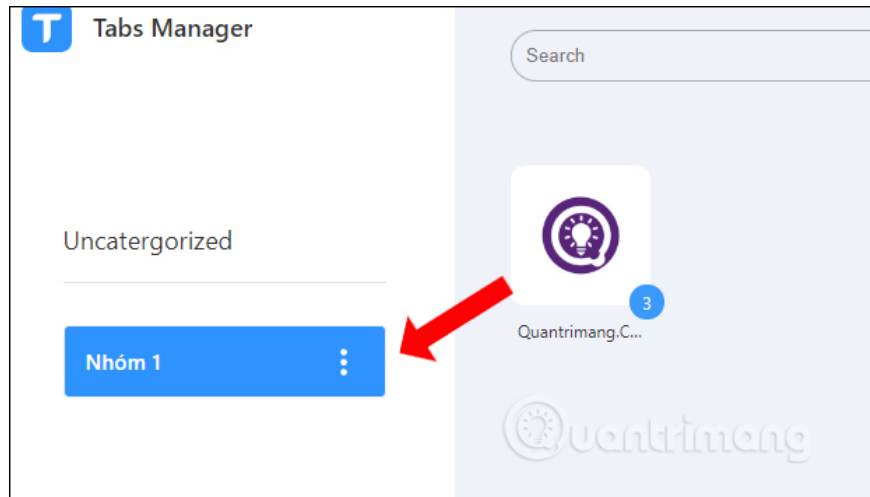 T
Tabs Manager
Search
Uncatergorized
3
Quantrimang.C...
Nhóm 1
Quantrimang